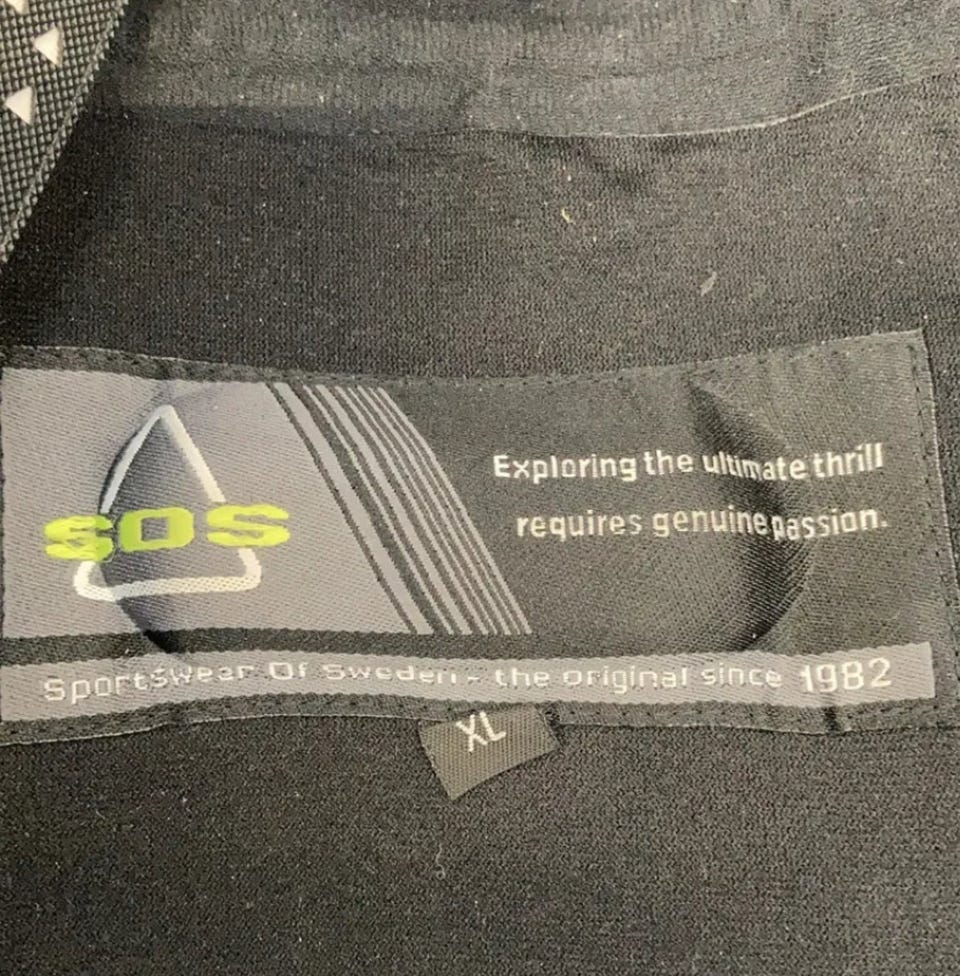 SOS
Exploring the ultimate thrill
requires genuine passion.
SportsWear Of Sweden - the original since 1982
XL